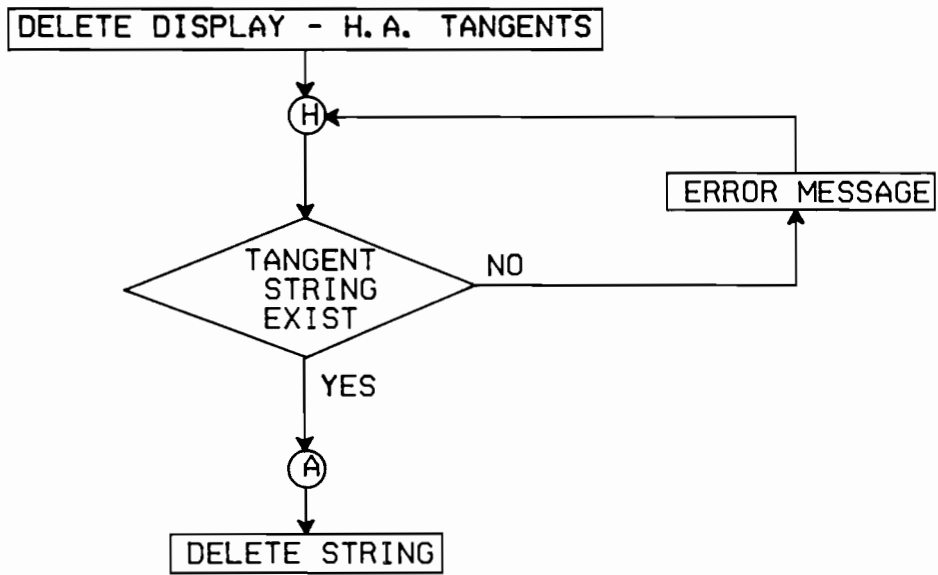 DELETE DISPLAY - H.A. TANGENTS
H
ERROR MESSAGE
TANGENT
STRING
EXIST
NO
YES
A
DELETE STRING